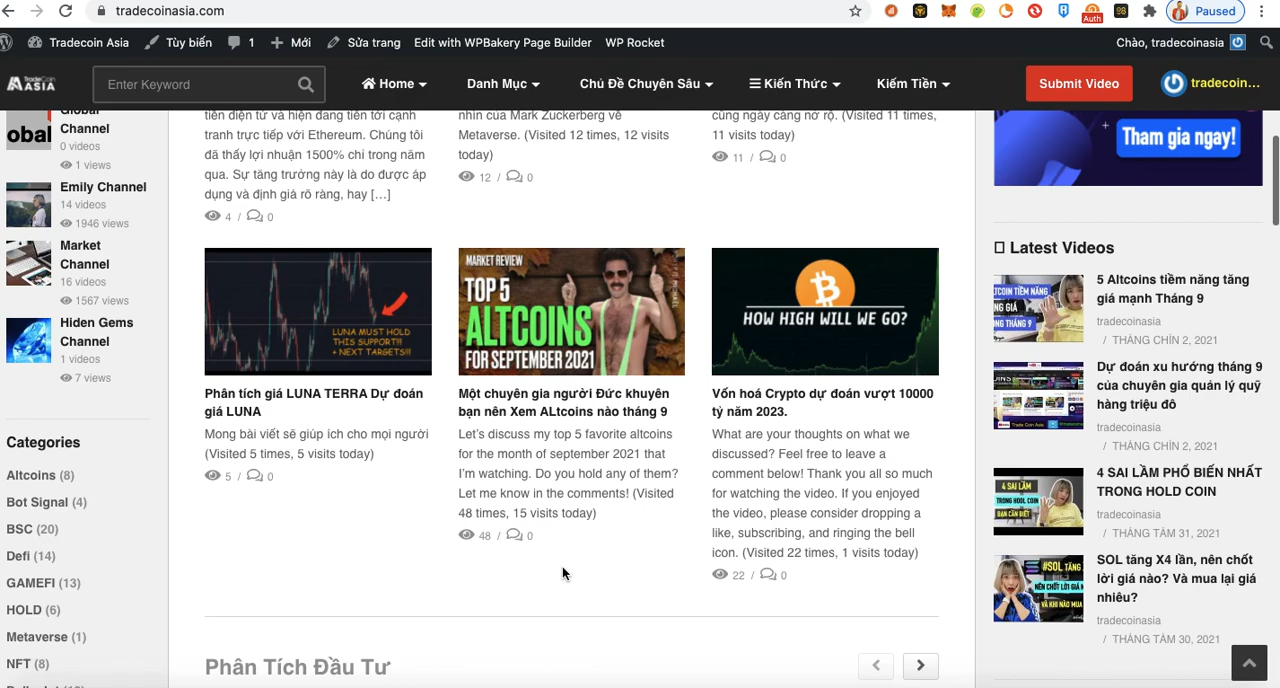 tradecoinasia.com
Paused
Auth
98
Tradecoin Asia
Tùy biến
1
Mới
Sửa trang
Edit with WPBakery Page Builder
WP Rocket
Chào, tradecoinasia
TradeCoin
ASIA
Enter Keyword
Home
Danh Mục
Chủ Đề Chuyên Sâu
Kiến Thức
Kiếm Tiền
Submit Video
tradecoin...
obal
Global
Channel
0 videos
1 views
Emily Channel
14 videos
1946 views
Market
Channel
16 videos
1567 views
Hiden Gems
Channel
1 videos
7 views
Categories
Altcoins (8)
Bot Signal (4)
BSC (20)
Defi (14)
GAMEFI (13)
HOLD (6)
Metaverse (1)
NFT (8)
tiền điện tử và hiện đang tiến tới cạnh
tranh trực tiếp với Ethereum. Chúng tôi
đã thấy lợi nhuận 1500% chỉ trong năm
qua. Sự tăng trưởng này là do được áp
dụng và định giá rõ ràng, hay […]
4 / 0
nhìn của Mark Zuckerberg về
Metaverse. (Visited 12 times, 12 visits
today)
12 / 0
cũng ngày càng nở rộ. (Visited 11 times,
11 visits today)
11 / 0
LUNA MUST HOLD
THIS SUPPORT!!!
+ NEXT TARGETS!!!
Phân tích giá LUNA TERRA Dự đoán
giá LUNA
Mong bài viết sẽ giúp ích cho mọi người
(Visited 5 times, 5 visits today)
5 / 0
MARKET REVIEW
TOP 5
ALTCOINS
FOR SEPTEMBER 2021
Một chuyên gia người Đức khuyên
bạn nên Xem ALtcoins nào tháng 9
Let's discuss my top 5 favorite altcoins
for the month of september 2021 that
I'm watching. Do you hold any of them?
Let me know in the comments! (Visited
48 times, 15 visits today)
48 / 0
HOW HIGH WILL WE GO?
Vốn hoá Crypto dự đoán vượt 10000
tỷ năm 2023.
What are your thoughts on what we
discussed? Feel free to leave a
comment below! Thank you all so much
for watching the video. If you enjoyed
the video, please consider dropping a
like, subscribing, and ringing the bell
icon. (Visited 22 times, 1 visits today)
22 / 0
Phân Tích Đầu Tư
Tham gia ngay!
Latest Videos
5 Altcoins tiềm năng tăng
giá mạnh Tháng 9
tradecoinasia
/ THÁNG CHÍN 2, 2021
Dự đoán xu hướng tháng 9
của chuyên gia quản lý quỹ
hàng triệu đô
tradecoinasia
/ THÁNG CHÍN 2, 2021
4 SAI LẦM
TRONG HOLD COIN
BẠN CẦN BIẾT
4 SAI LẦM PHỔ BIẾN NHẤT
TRONG HOLD COIN
tradecoinasia
/ THÁNG TÁM 31, 2021
SOL tăng X4 lần, nên chốt
lời giá nào? Và mua lại giá
nhiêu?
tradecoinasia
/ THÁNG TÁM 30, 2021